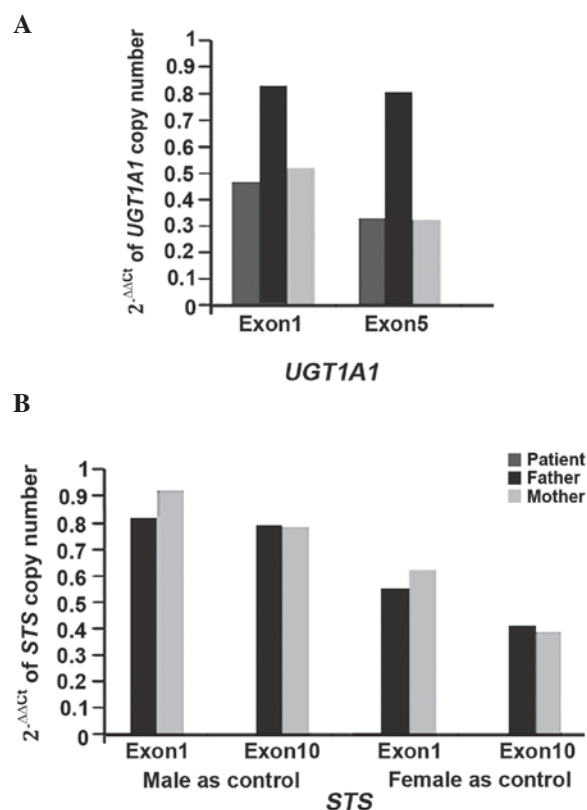 A
2-ΔΔCt of UGT1A1 copy number
1
0.9
0.8
0.7
0.6
0.5
0.4
0.3
0.2
0.1
0
Exon1 Exon5
UGT1A1
B
2-ΔΔCt of STS copy number
1
0.9
0.8
0.7
0.6
0.5
0.4
0.3
0.2
0.1
0
Patient
Father
Mother
Exon1 Exon10 Exon1 Exon10
Male as control Female as control
STS